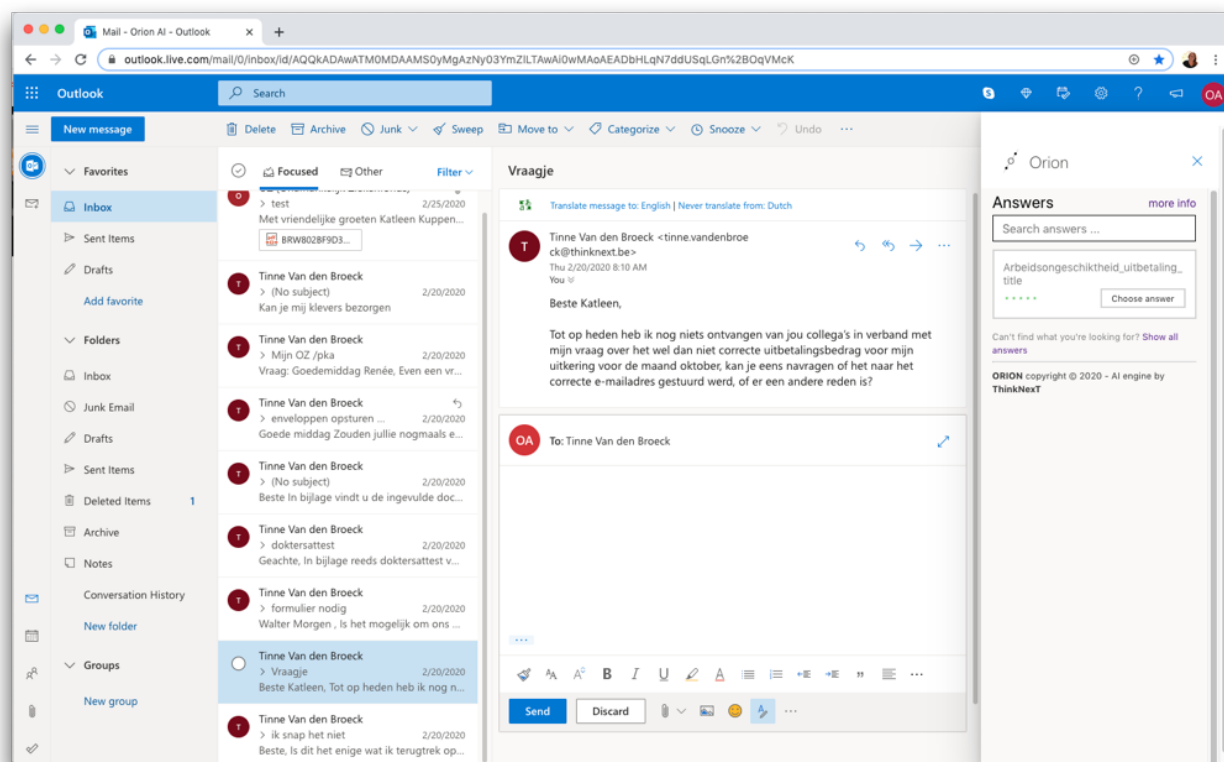 Mail - Orion AI - Outlook
outlook.live.com/mail/0/inbox/id/AQQkADAwATM0MDAAMS0yMgAzNy03YmZILTAwAi0wMAoAEADbHLqN7ddUSqLGn%2BOqVMcK
Outlook
Search
OA
New message
Delete
Archive
Junk
Sweep
Move to
Categorize
Snooze
Undo
Favorites
Inbox
Sent Items
Drafts
Add favorite
Folders
Inbox
Junk Email
Drafts
Sent Items
Deleted Items 1
Archive
Notes
Conversation History
New folder
Groups
New group
Focused
Other
Filter
O
> test 2/25/2020
Met vriendelijke groeten Katleen Kuppen...
BRW802BF9D3...
T
Tinne Van den Broeck
> (No subject) 2/20/2020
Kan je mij klevers bezorgen
T
Tinne Van den Broeck
> Mijn OZ /pka 2/20/2020
Vraag: Goedemiddag Renée, Even een vr...
T
Tinne Van den Broeck
> enveloppen opsturen ... 2/20/2020
Goede middag Zouden jullie nogmaals e...
T
Tinne Van den Broeck
> (No subject) 2/20/2020
Beste In bijlage vindt u de ingevulde doc...
T
Tinne Van den Broeck
> doktersattest 2/20/2020
Geachte, In bijlage reeds doktersattest v...
T
Tinne Van den Broeck
> formulier nodig 2/20/2020
Walter Morgen , Is het mogelijk om ons ...
Tinne Van den Broeck
> Vraagje 2/20/2020
Beste Katleen, Tot op heden heb ik nog n...
T
Tinne Van den Broeck
> ik snap het niet 2/20/2020
Beste, Is dit het enige wat ik terugtrek op...
Vraagje
Translate message to: English | Never translate from: Dutch
T
Tinne Van den Broeck <tinne.vandenbroe
ck@thinknext.be>
Thu 2/20/2020 8:10 AM
You
Beste Katleen,
Tot op heden heb ik nog niets ontvangen van jou collega's in verband met
mijn vraag over het wel dan niet correcte uitbetalingsbedrag voor mijn
uitkering voor de maand oktober, kan je eens navragen of het naar het
correcte e-mailadres gestuurd werd, of er een andere reden is?
OA
To: Tinne Van den Broeck
Send
Discard
Orion
Answers more info
Search answers ...
Arbeidsongeschiktheid_uitbetaling_
title
Choose answer
Can't find what you're looking for? Show all
answers
ORION copyright © 2020 - AI engine by
ThinkNexT